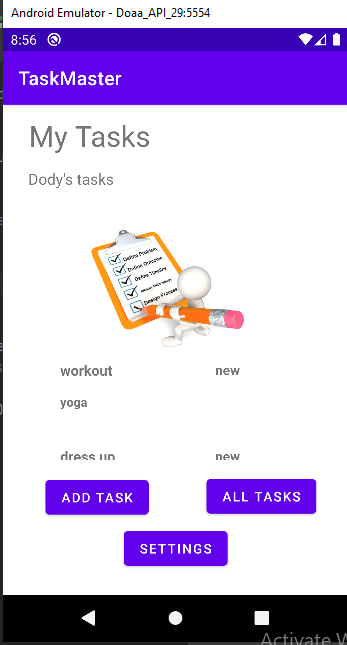 Android Emulator - Doaa_API_29:5554
8:56
TaskMaster
My Tasks
Dody's tasks
Define Problem
Define Outcome
Define Timeline
Design Process
workout new
yoga
dress up new
ADD TASK ALL TASKS
SETTINGS
Activate W